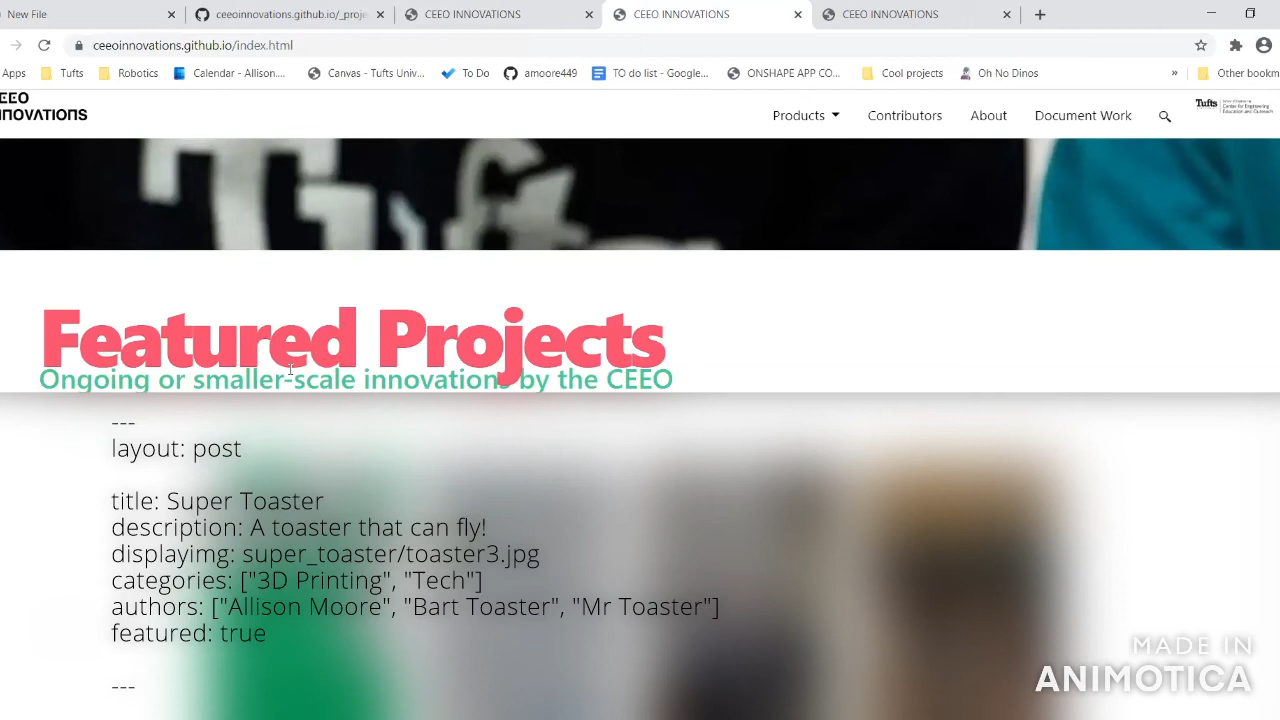 New File
ceeoinnovations.github.io/_proje
CEEO INNOVATIONS
CEEO INNOVATIONS
CEEO INNOVATIONS
ceeoinnovations.github.io/index.html
Apps
Tufts
Robotics
Calendar - Allison....
Canvas - Tufts Univ...
To Do
amoore449
TO do list - Google...
ONSHAPE APP CO...
Cool projects
Oh No Dinos
»
Other bookm
CEEO
INNOVATIONS
Products
Contributors
About
Document Work
Tufts
Center for Engineering
Education and Outreach
Tufts
Featured Projects
Ongoing or smaller-scale innovations by the CEEO
---
layout: post
title: Super Toaster
description: A toaster that can fly!
displayimg: super_toaster/toaster3.jpg
categories: ["3D Printing", "Tech"]
authors: ["Allison Moore", "Bart Toaster", "Mr Toaster"]
featured: true
---
MADE IN
ANIMOTICA